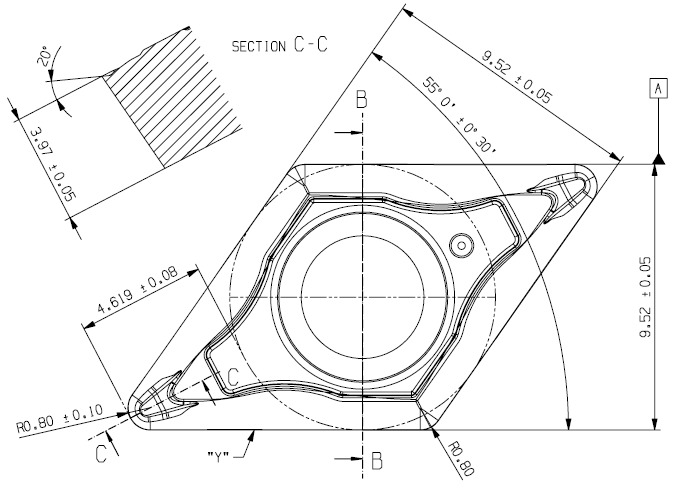 SECTION C-C
20°
3.97 ±0.05
9.52 ±0.05
55° 0' ±0° 30'
A
B
4.619 ±0.08
9.52 ±0.05
C
R0.80 ±0.10
C
"Y"
B
R0.80